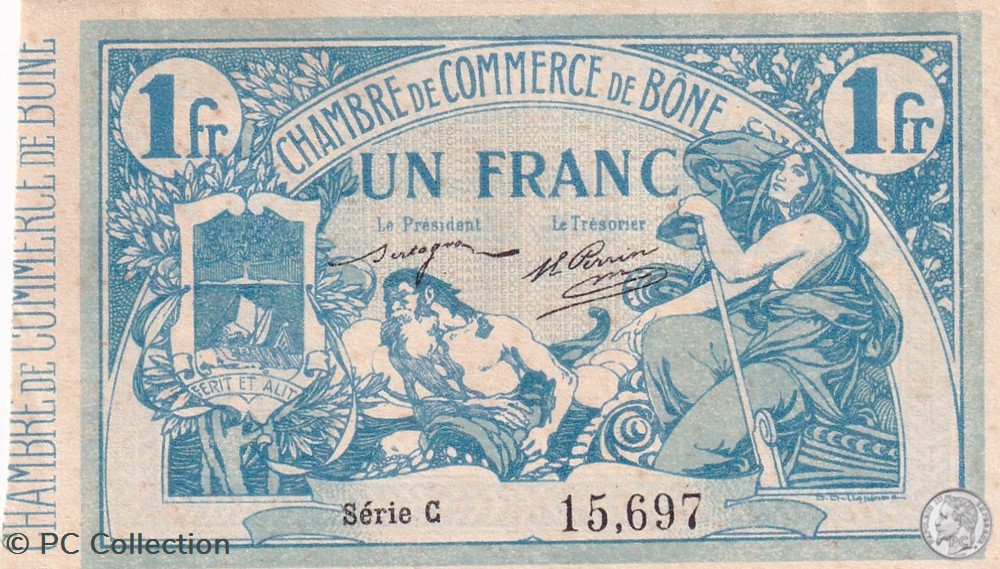 CHAMBRE DE COMMERCE DE BÔNE
1fr
CHAMBRE DE COMMERCE DE BÔNE
1fr
UN FRANC
Le Président
Le Trésorier
FERIT ET ALIT
Série C
15,697
© PC Collection
PC